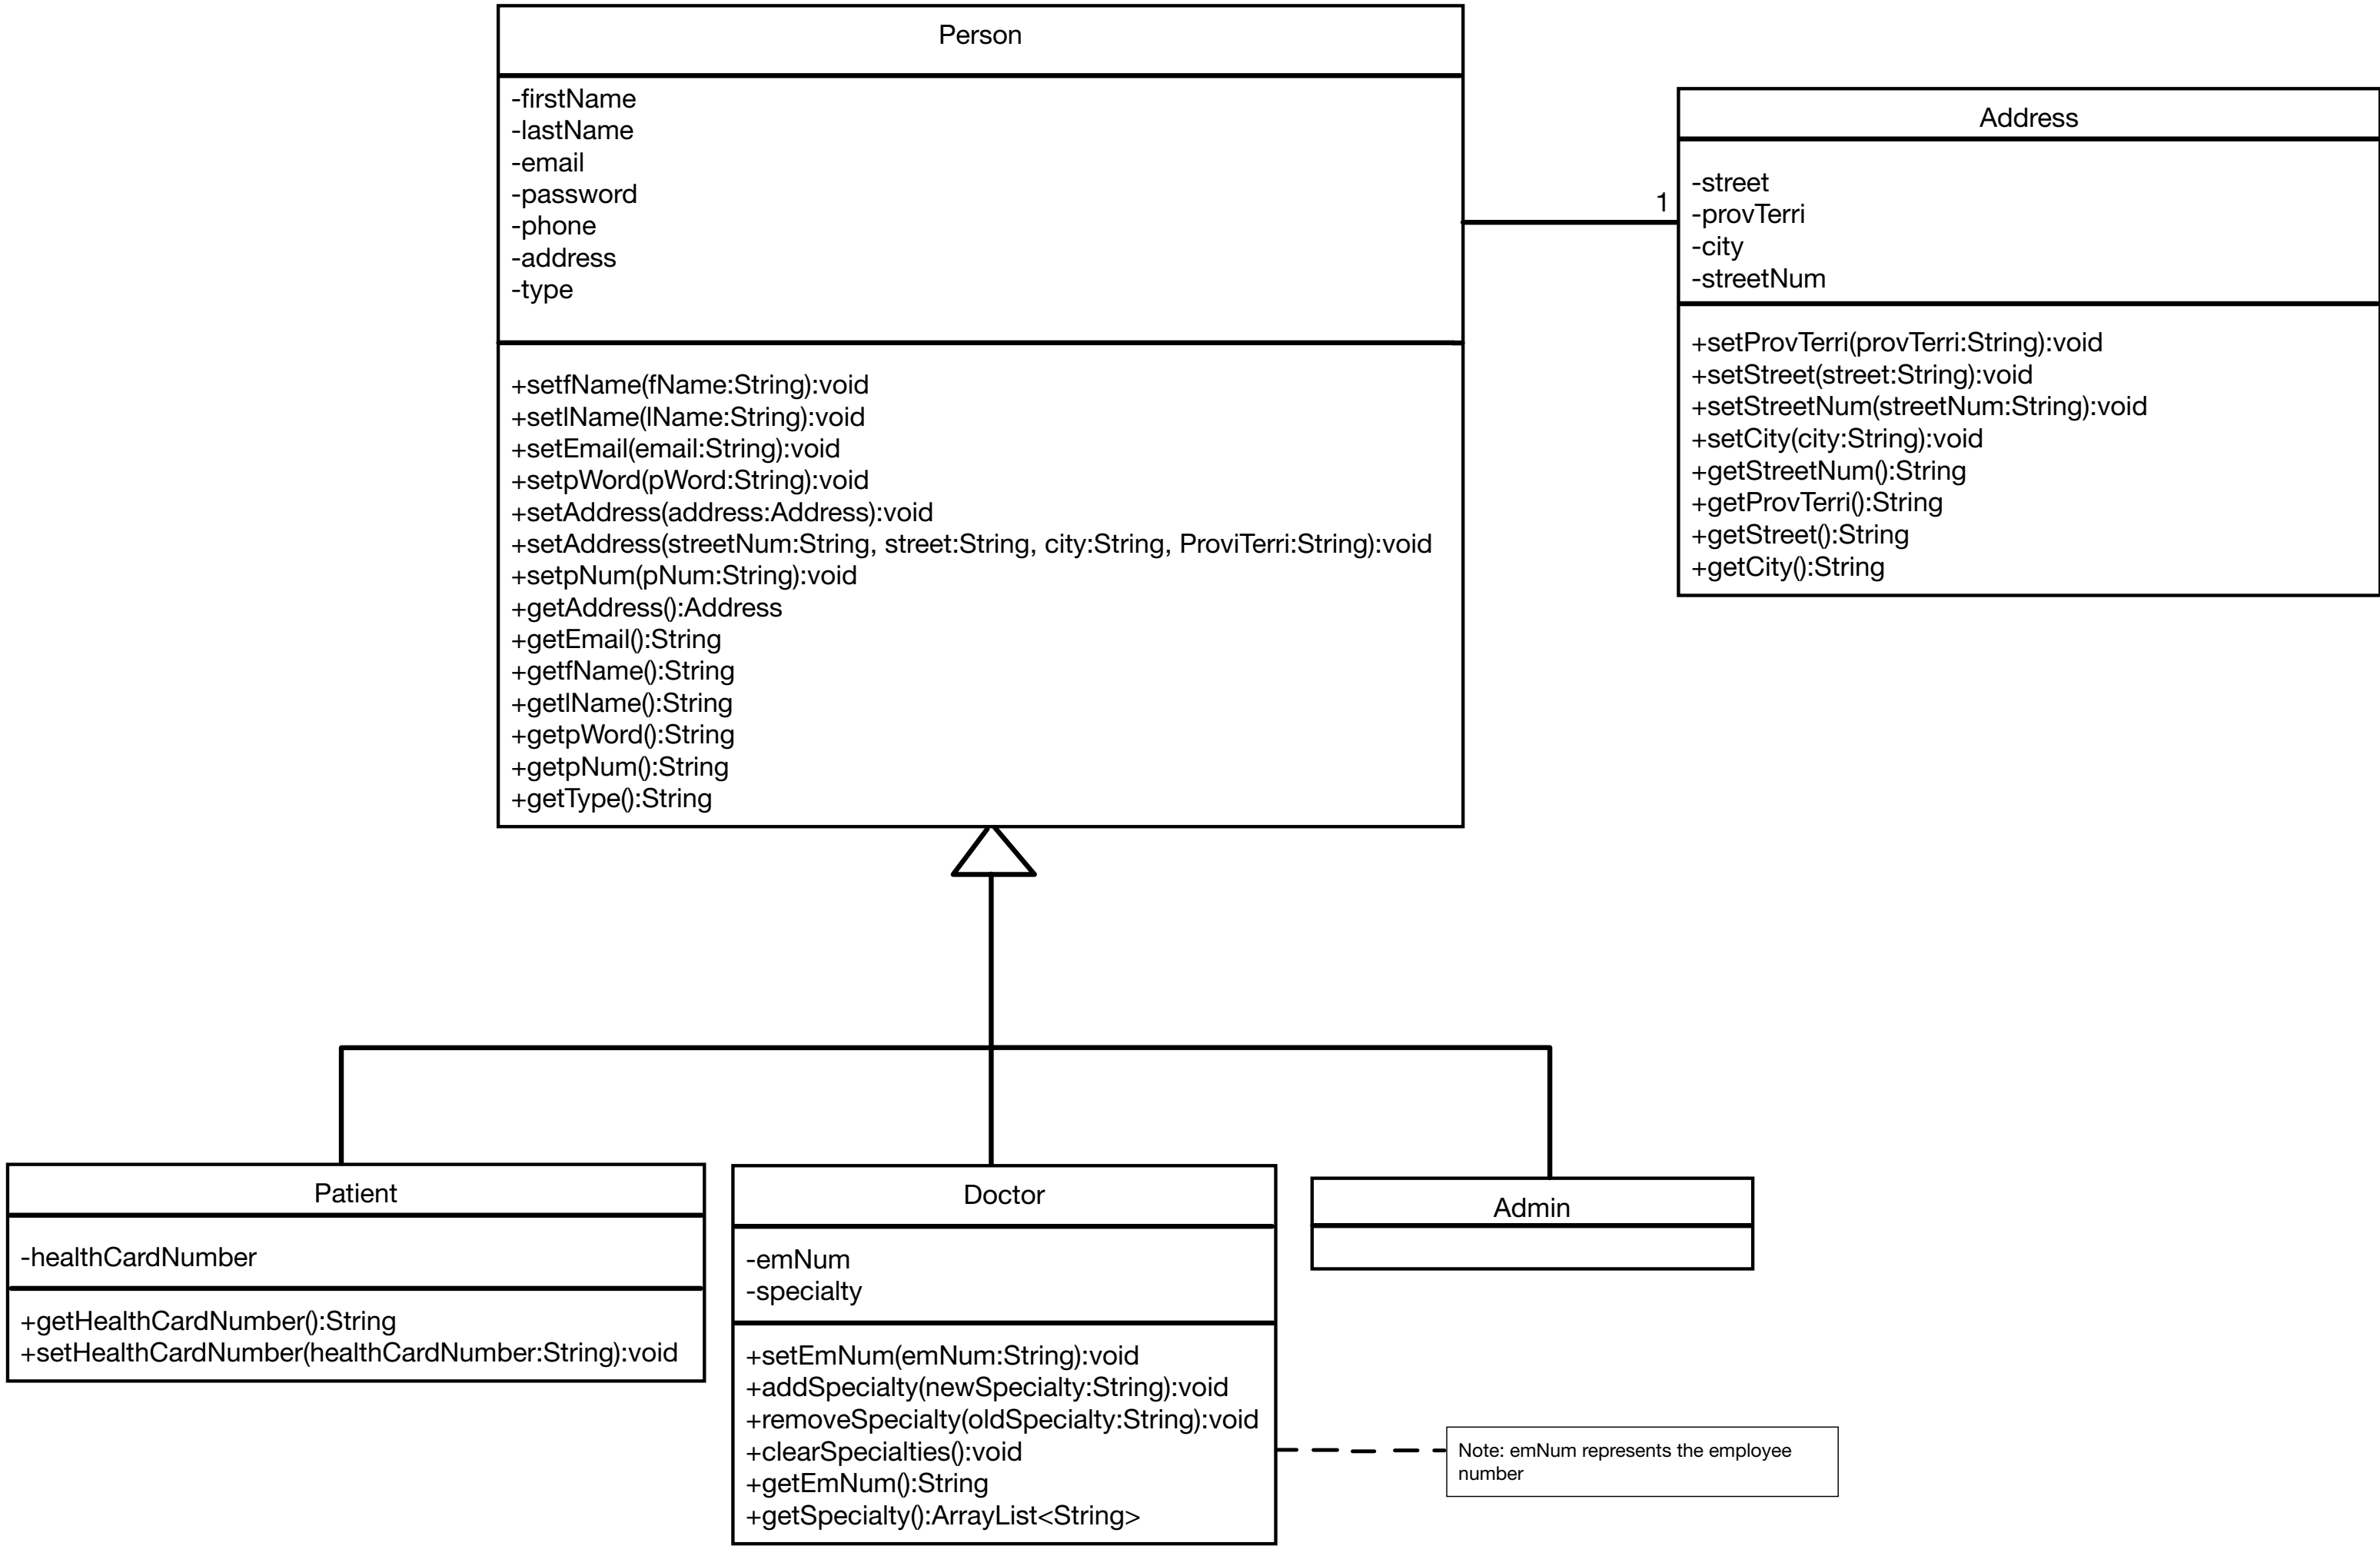 Person
-firstName
-lastName
-email
-password
-phone
-address
-type
+setfName(fName:String):void
+setlName(lName:String):void
+setEmail(email:String):void
+setpWord(pWord:String):void
+setAddress(address:Address):void
+setAddress(streetNum:String, street:String, city:String, ProviTerri:String):void
+setpNum(pNum:String):void
+getAddress():Address
+getEmail():String
+getfName():String
+getlName():String
+getpWord():String
+getpNum():String
+getType():String
1
Address
-street
-provTerri
-city
-streetNum
+setProvTerri(provTerri:String):void
+setStreet(street:String):void
+setStreetNum(streetNum:String):void
+setCity(city:String):void
+getStreetNum():String
+getProvTerri():String
+getStreet():String
+getCity():String
Patient
-healthCardNumber
+getHealthCardNumber():String
+setHealthCardNumber(healthCardNumber:String):void
Doctor
-emNum
-specialty
+setEmNum(emNum:String):void
+addSpecialty(newSpecialty:String):void
+removeSpecialty(oldSpecialty:String):void
+clearSpecialties():void
+getEmNum():String
+getSpecialty():ArrayList<String>
Admin
Note: emNum represents the employee
number